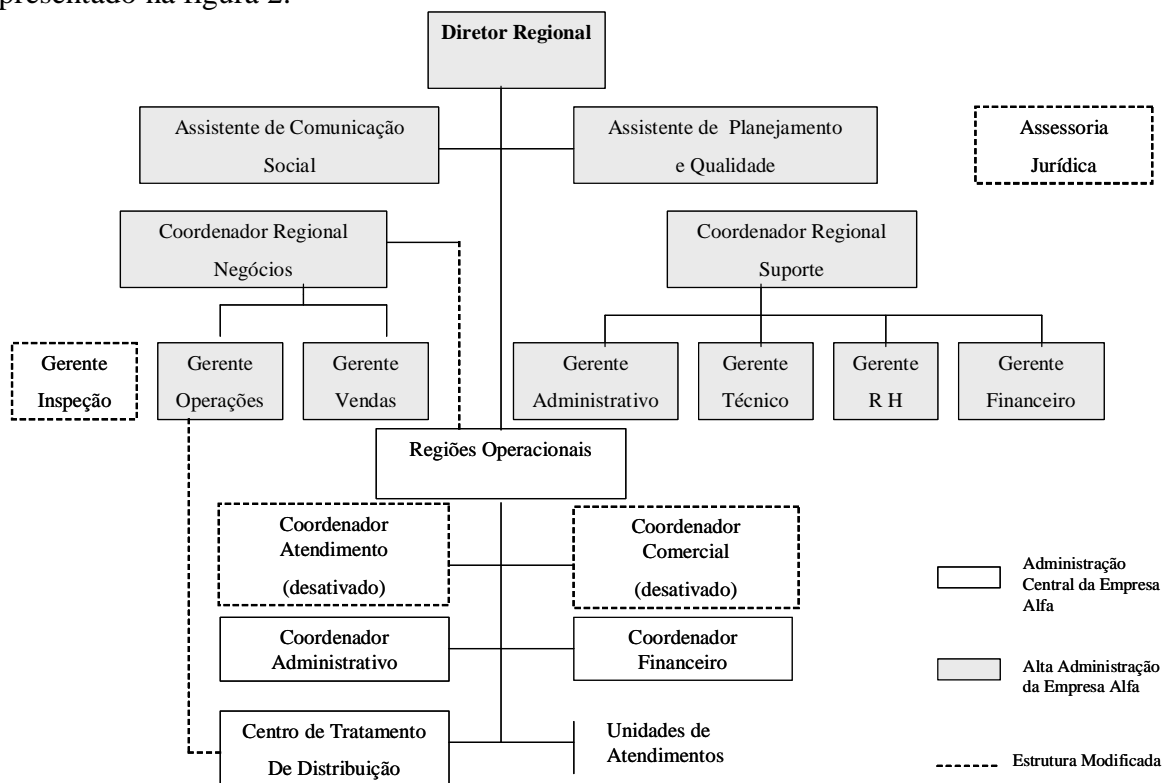 presentado na figura 2.
Diretor Regional
Assistente de Comunicação
Social
Assistente de Planejamento
e Qualidade
Assessoria
Jurídica
Coordenador Regional
Negócios
Coordenador Regional
Suporte
Gerente
Inspeção
Gerente
Operações
Gerente
Vendas
Gerente
Administrativo
Gerente
Técnico
Gerente
R H
Gerente
Financeiro
Regiões Operacionais
Coordenador
Atendimento
(desativado)
Coordenador
Comercial
(desativado)
Coordenador
Administrativo
Coordenador
Financeiro
Centro de Tratamento
De Distribuição
Unidades de
Atendimentos
Administração
Central da Empresa
Alfa
Alta Administração
da Empresa Alfa
Estrutura Modificada